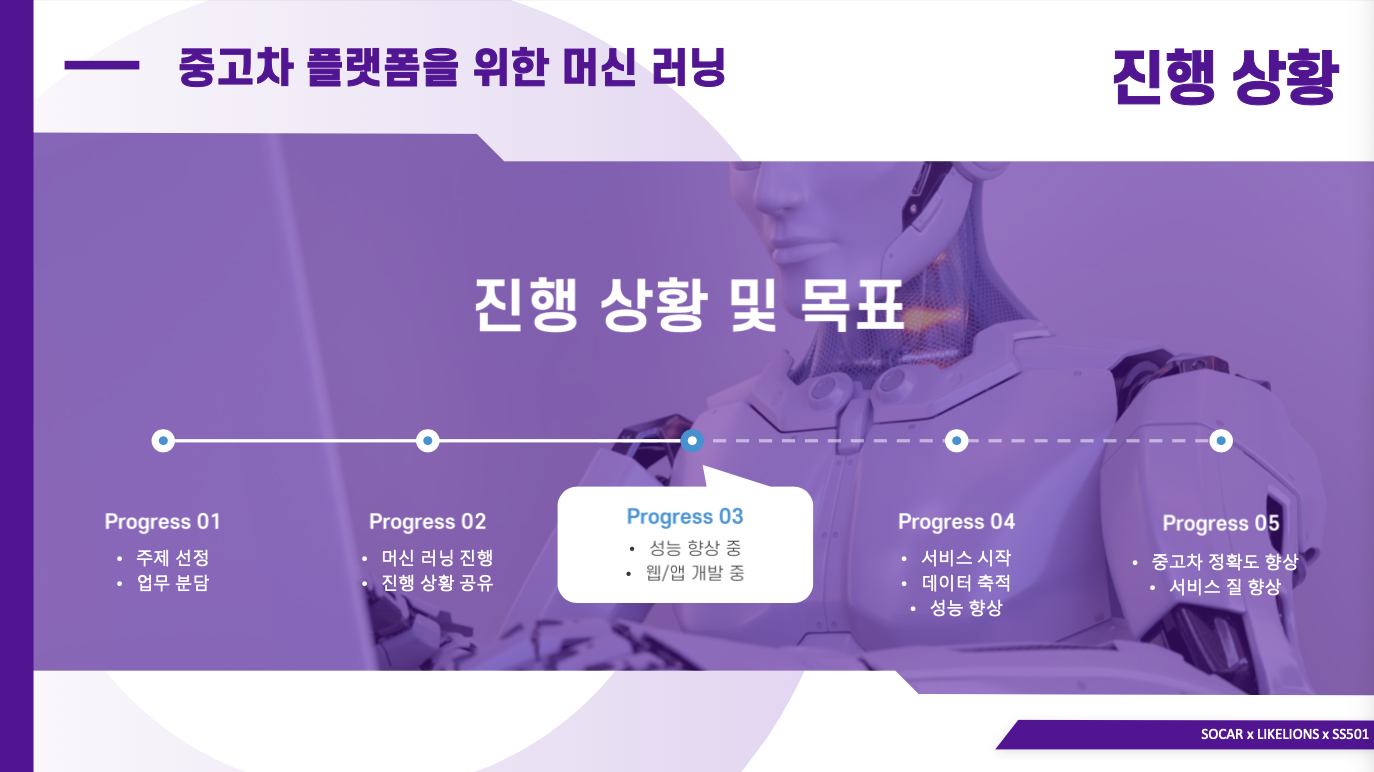 중고차 플랫폼을 위한 머신 러닝
진행 상황
진행 상황 및 목표
Progress 01
• 주제 선정
• 업무 분담
Progress 02
• 머신 러닝 진행
• 진행 상황 공유
Progress 03
• 성능 향상 중
• 웹/앱 개발 중
Progress 04
• 서비스 시작
• 데이터 축적
• 성능 향상
Progress 05
• 중고차 정확도 향상
• 서비스 질 향상
SOCAR x LIKELIONS x SS501